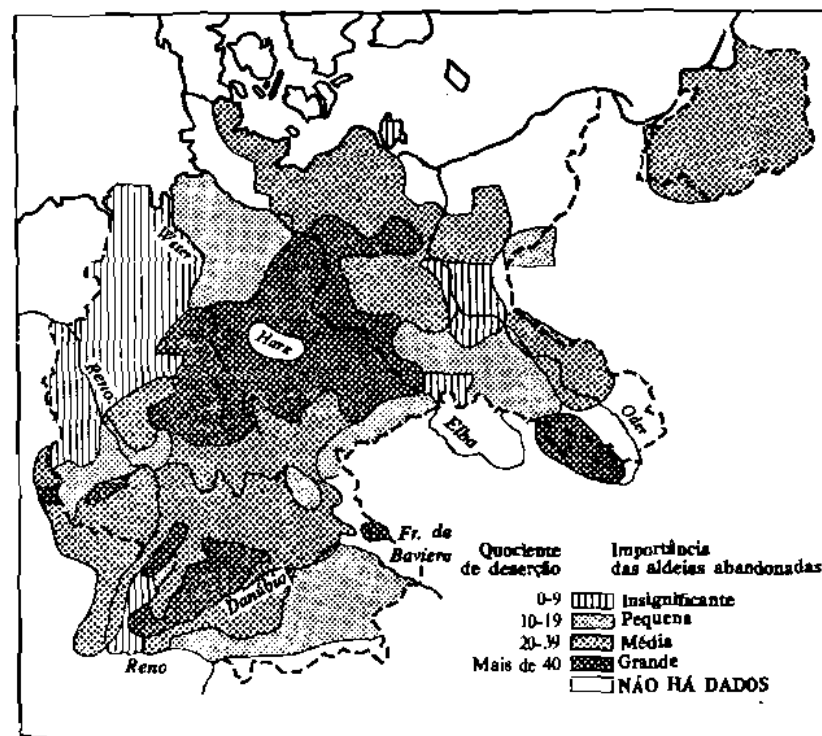 Weser
Harz
Reno
Elba
Oder
Fr. da
Baviera
Danúbio
Reno
Quociente
de deserção
Importância
das aldeias abandonadas
0-9 Insignificante
10-19 Pequena
20-39 Média
Mais de 40 Grande
NÃO HÁ DADOS